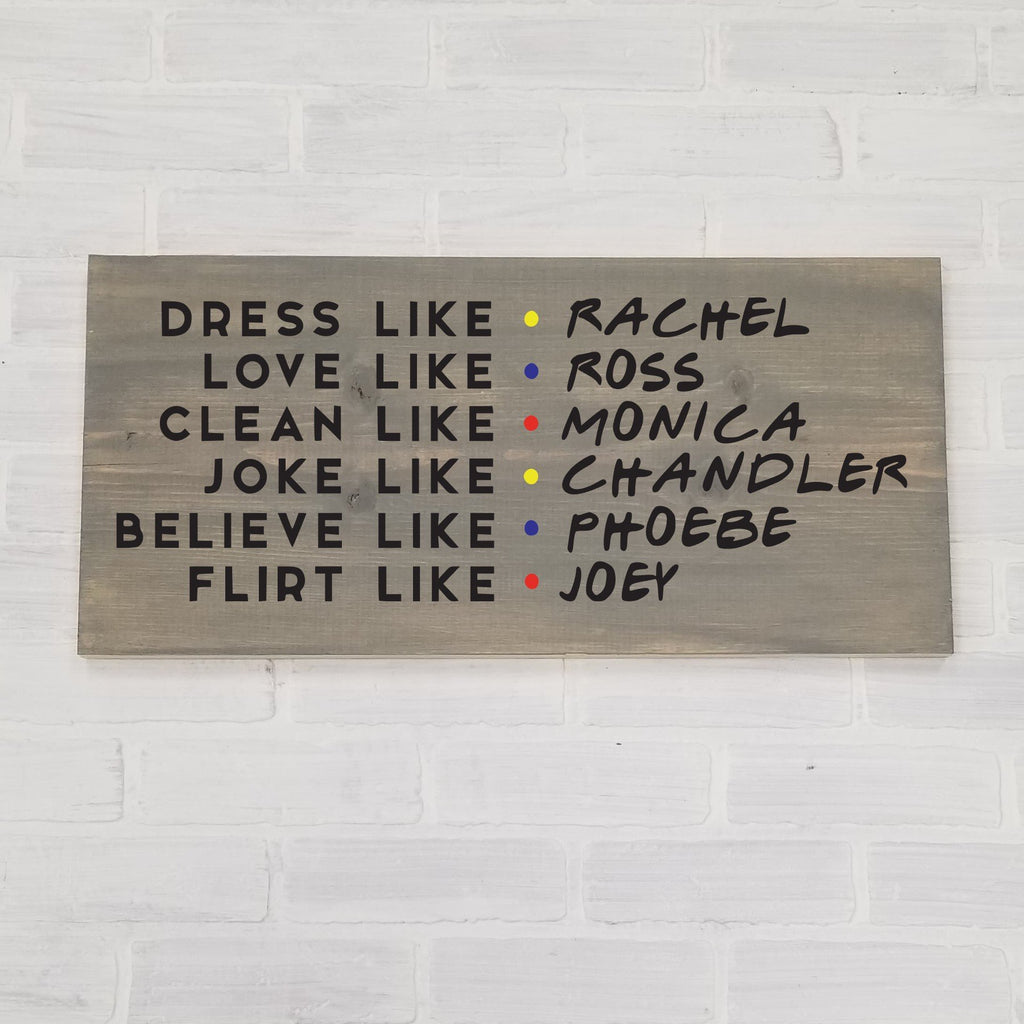 DRESS LIKE • RACHEL
LOVE LIKE • ROSS
CLEAN LIKE • MONICA
JOKE LIKE • CHANDLER
BELIEVE LIKE • PHOEBE
FLIRT LIKE • JOEY